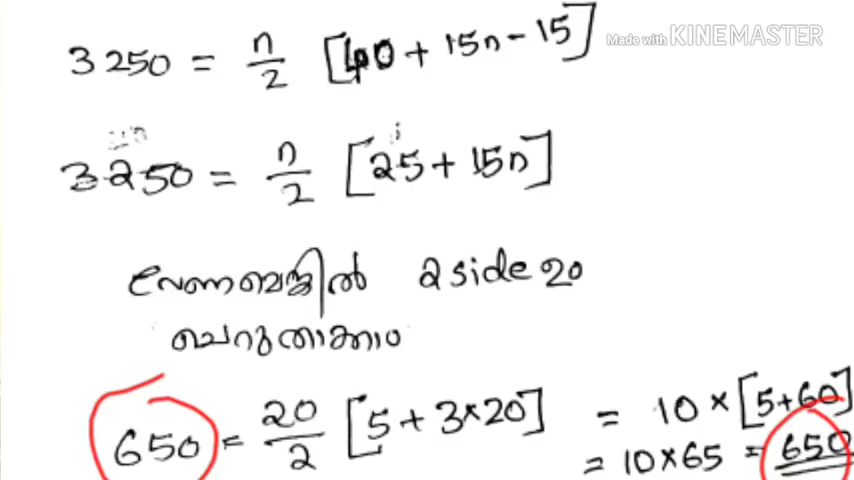 3250 = n/2 [40 + 15n - 15]
Made with KINEMASTER
3250 = n/2 [25 + 15n]
വേണമെങ്കിൽ 2 side 20
ചെറുതാക്കാം
650 = 20/2 [5 + 3×20] = 10 × [5+60]
= 10×65 = 650